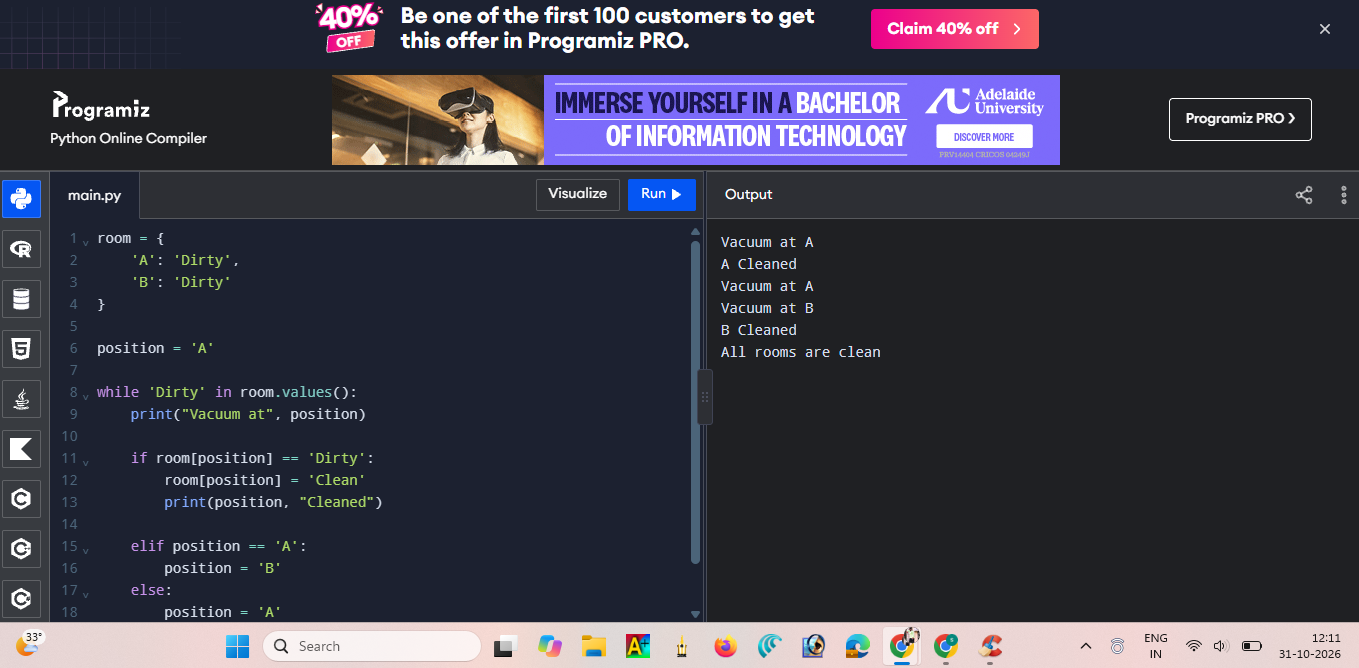 40%
OFF
Be one of the first 100 customers to get
this offer in Programiz PRO.
Claim 40% off
Programiz
Python Online Compiler
IMMERSE YOURSELF IN A BACHELOR
OF INFORMATION TECHNOLOGY
Adelaide
University
DISCOVER MORE
PRV14404 CRICOS 04249J
Programiz PRO
main.py
Visualize
Run
Output
1 room = {
2 'A': 'Dirty',
3 'B': 'Dirty'
4 }
5
6 position = 'A'
7
8 while 'Dirty' in room.values():
9 print("Vacuum at", position)
10
11 if room[position] == 'Dirty':
12 room[position] = 'Clean'
13 print(position, "Cleaned")
14
15 elif position == 'A':
16 position = 'B'
17 else:
18 position = 'A'
Vacuum at A
A Cleaned
Vacuum at A
Vacuum at B
B Cleaned
All rooms are clean
33°
Search
ENG
IN
12:11
31-10-2026